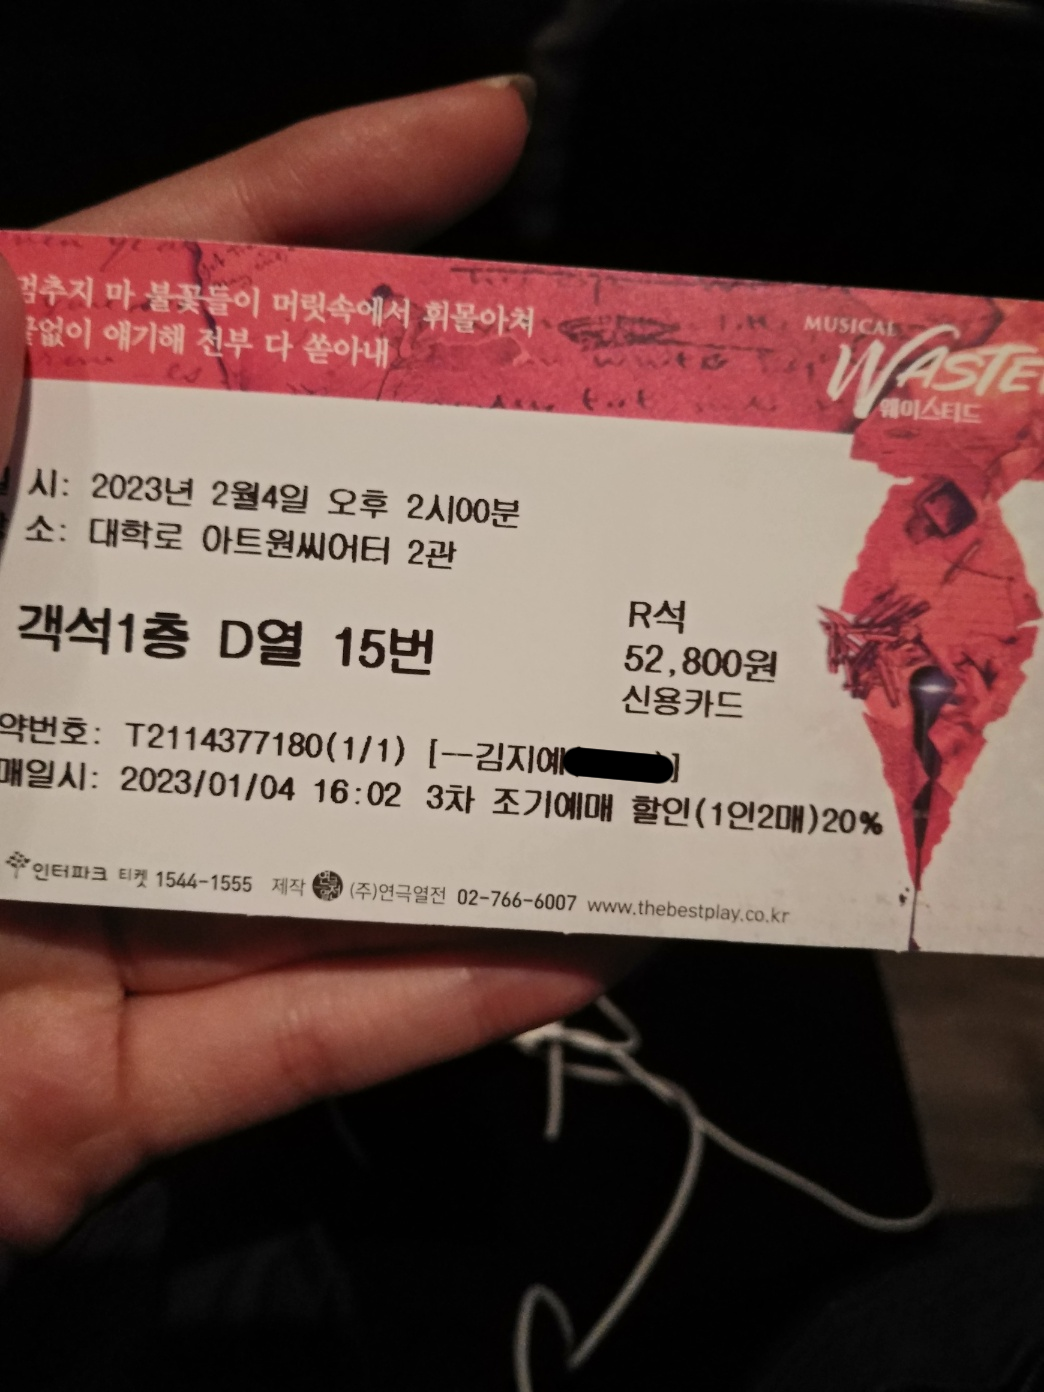 멈추지 마 불꽃들이 머릿속에서 휘몰아쳐
끝없이 얘기해 전부 다 쏟아내
MUSICAL
WASTED
웨이스티드
시: 2023년 2월4일 오후 2시00분
소: 대학로 아트원씨어터 2관
객석1층 D열 15번
R석
52,800원
신용카드
약번호: T2114377180(1/1) [--김지예( )]
매일시: 2023/01/04 16:02 3차 조기예매 할인(1인2매)20%
인터파크 티켓 1544-1555 제작 연극열전 (주)연극열전 02-766-6007 www.thebestplay.co.kr